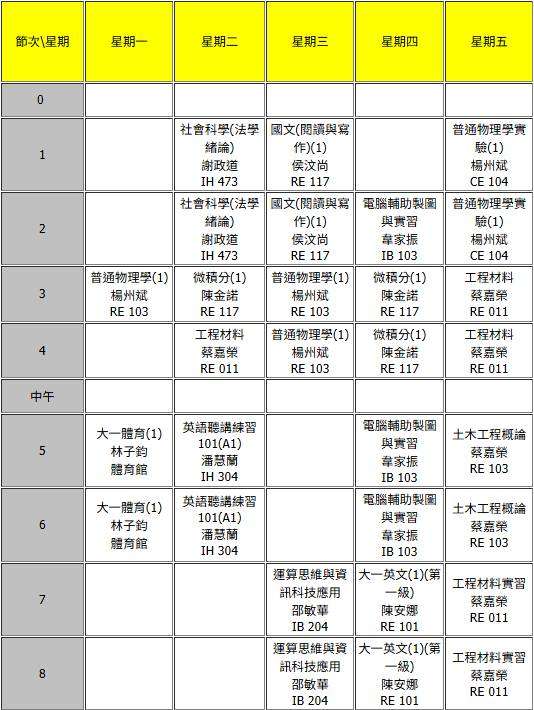 節次\星期 星期一 星期二 星期三 星期四 星期五
0
1
社會科學(法學
緒論)
謝政道
IH 473
國文(閱讀與寫
作)(1)
侯汶尚
RE 117
普通物理學實
驗(1)
楊州斌
CE 104
2
社會科學(法學
緒論)
謝政道
IH 473
國文(閱讀與寫
作)(1)
侯汶尚
RE 117
電腦輔助製圖
與實習
韋家振
IB 103
普通物理學實
驗(1)
楊州斌
CE 104
3
普通物理學(1)
楊州斌
RE 103
微積分(1)
陳金諾
RE 117
普通物理學(1)
楊州斌
RE 103
微積分(1)
陳金諾
RE 117
工程材料
蔡嘉榮
RE 011
4
工程材料
蔡嘉榮
RE 011
普通物理學(1)
楊州斌
RE 103
微積分(1)
陳金諾
RE 117
工程材料
蔡嘉榮
RE 011
中午
5
大一體育(1)
林子鈞
體育館
英語聽講練習
101(A1)
潘慧蘭
IH 304
電腦輔助製圖
與實習
韋家振
IB 103
土木工程概論
蔡嘉榮
RE 103
6
大一體育(1)
林子鈞
體育館
英語聽講練習
101(A1)
潘慧蘭
IH 304
電腦輔助製圖
與實習
韋家振
IB 103
土木工程概論
蔡嘉榮
RE 103
7
運算思維與資
訊科技應用
邵敏華
IB 204
大一英文(1)(第
一級)
陳安娜
RE 101
工程材料實習
蔡嘉榮
RE 011
8
運算思維與資
訊科技應用
邵敏華
IB 204
大一英文(1)(第
一級)
陳安娜
RE 101
工程材料實習
蔡嘉榮
RE 011